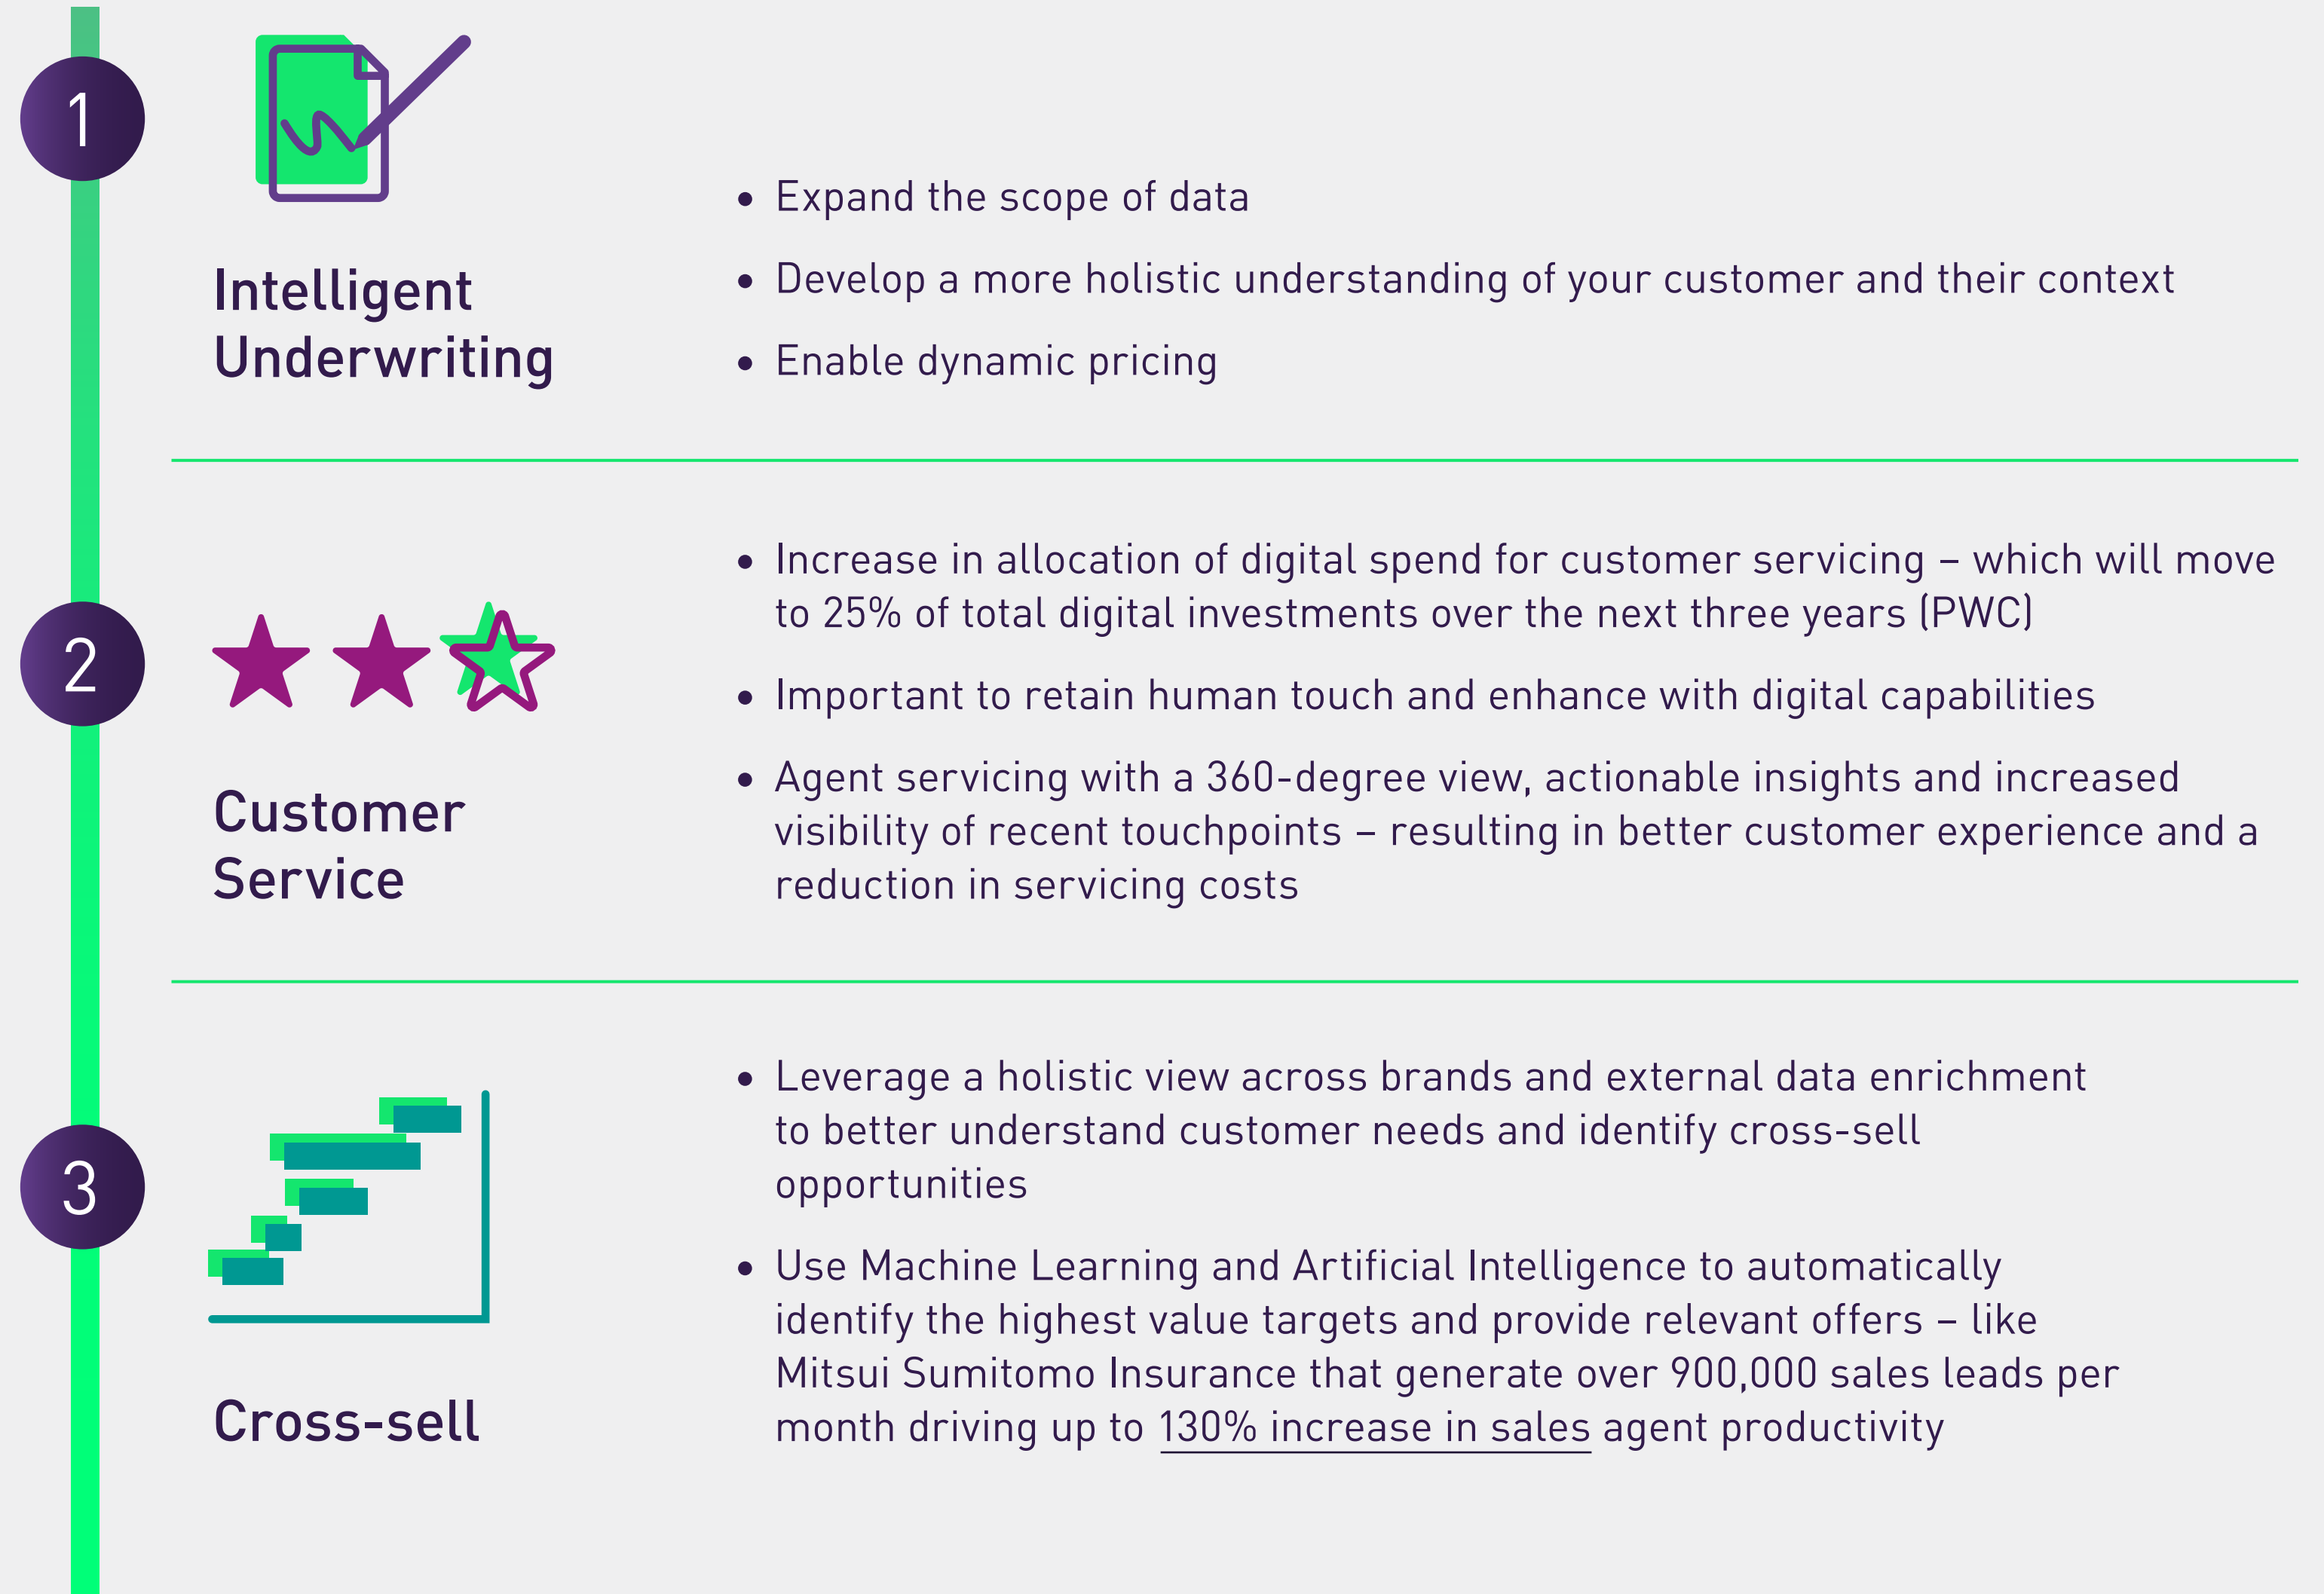 1
Intelligent
Underwriting
• Expand the scope of data
• Develop a more holistic understanding of your customer and their context
• Enable dynamic pricing
2
Customer
Service
• Increase in allocation of digital spend for customer servicing – which will move
to 25% of total digital investments over the next three years (PWC)
• Important to retain human touch and enhance with digital capabilities
• Agent servicing with a 360-degree view, actionable insights and increased
visibility of recent touchpoints – resulting in better customer experience and a
reduction in servicing costs
3
Cross-sell
• Leverage a holistic view across brands and external data enrichment
to better understand customer needs and identify cross-sell
opportunities
• Use Machine Learning and Artificial Intelligence to automatically
identify the highest value targets and provide relevant offers – like
Mitsui Sumitomo Insurance that generate over 900,000 sales leads per
month driving up to 130% increase in sales agent productivity